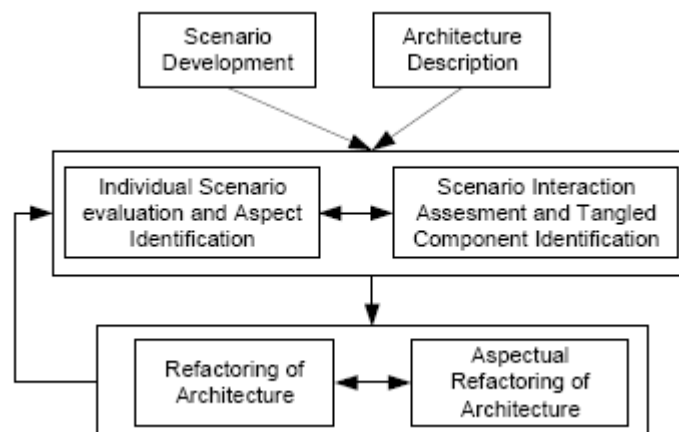 Scenario
Development
Architecture
Description
Individual Scenario
evaluation and Aspect
Identification
Scenario Interaction
Assesment and Tangled
Component Identification
Refactoring of
Architecture
Aspectual
Refactoring of
Architecture